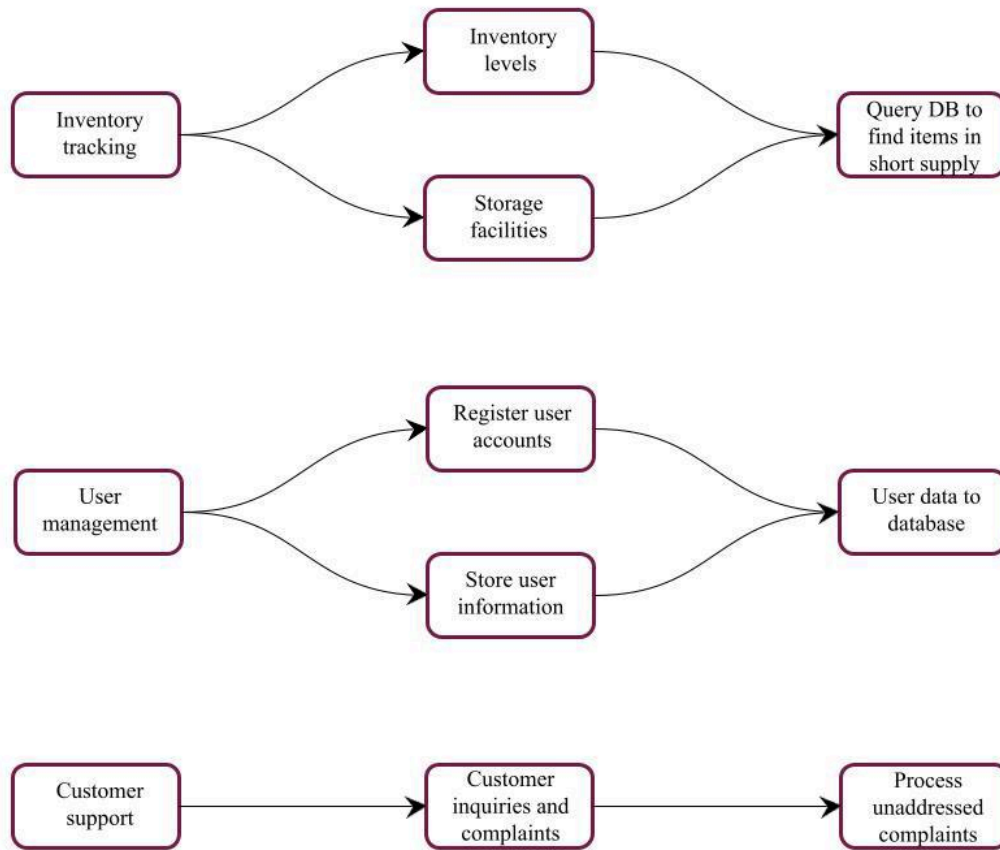 Inventory
levels
Inventory
tracking
Query DB to
find items in
short supply
Storage
facilities
Register user
accounts
User
management
User data to
database
Store user
information
Customer
support
Customer
inquiries and
complaints
Process
unaddressed
complaints